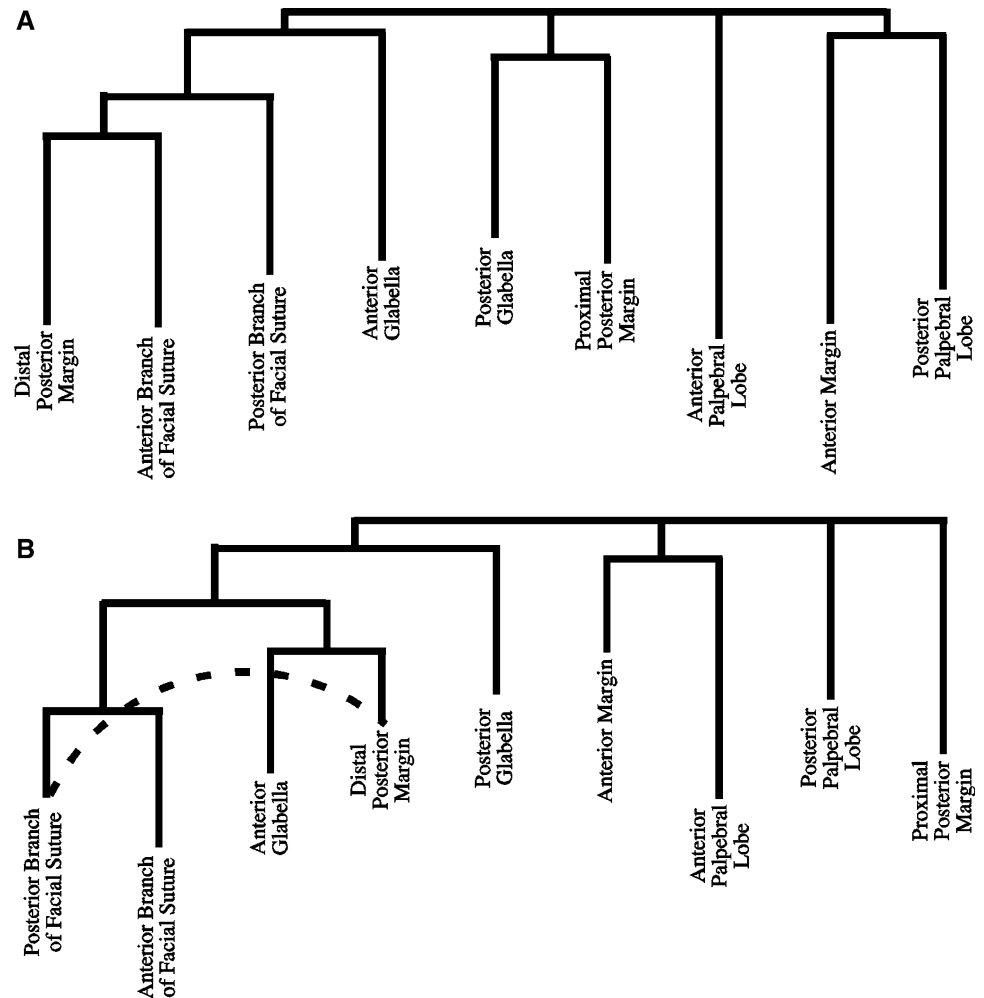 A
Distal
Posterior
Margin
Anterior Branch
of Facial Suture
Posterior Branch
of Facial Suture
Anterior
Glabella
Posterior
Glabella
Proximal
Posterior
Margin
Anterior
Palpebral
Lobe
Anterior Margin
Posterior
Palpebral
Lobe
B
Posterior Branch
of Facial Suture
Anterior Branch
of Facial Suture
Anterior
Glabella
Distal
Posterior
Margin
Posterior
Glabella
Anterior Margin
Anterior
Palpebral
Lobe
Posterior
Palpebral
Lobe
Proximal
Posterior
Margin